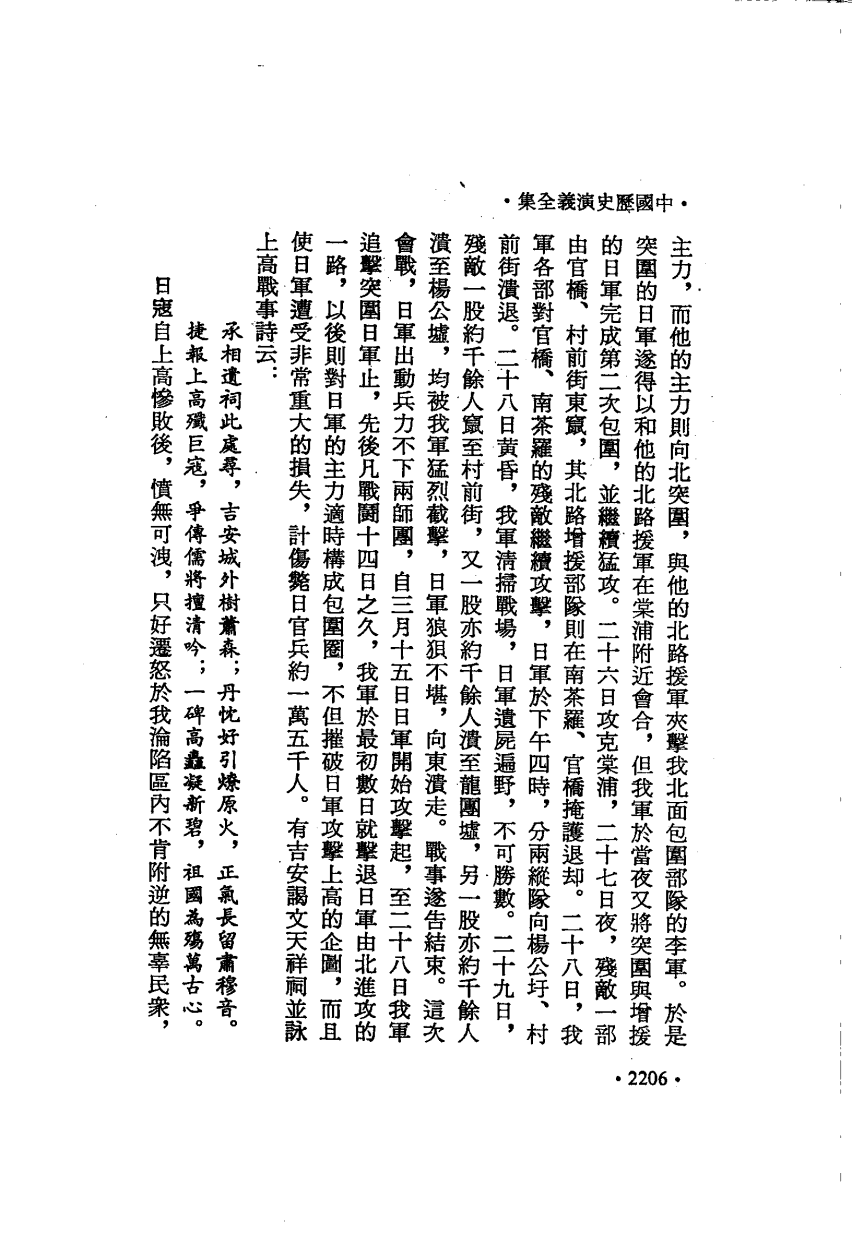 •中國歷史演義全集•
主力，而他的主力則向北突圍，與他的北路援軍夾擊我北面包圍部隊的李軍。於是
突圍的日軍遂得以和他的北路援軍在棠浦附近會合，但我軍於當夜又將突圍與增援
的日軍完成第二次包圍，並繼續猛攻。二十六日攻克棠浦，二十七日夜，殘敵一部
由官橋、村前街東竄，其北路增援部隊則在南茶羅、官橋掩護退却。二十八日，我
軍各部對官橋、南茶羅的殘敵繼續攻擊，日軍於下午四時，分兩縱隊向楊公圩、村
前街潰退。二十八日黃昏，我軍清掃戰場，日軍遺屍遍野，不可勝數。二十九日，
殘敵一股約千餘人竄至村前街，又一股亦約千餘人潰至龍團墟，另一股亦約千餘人
潰至楊公墟，均被我軍猛烈截擊，日軍狼狽不堪，向東潰走。戰事遂告結束。這次
會戰，日軍出動兵力不下兩師團，自三月十五日日軍開始攻擊起，至二十八日我軍
追擊突圍日軍止，先後凡戰鬪十四日之久，我軍於最初數日就擊退日軍由北進攻的
一路，以後則對日軍的主力適時構成包圍圈，不但摧破日軍攻擊上高的企圖，而且
使日軍遭受非常重大的損失，計傷斃日官兵約一萬五千人。有吉安謁文天祥祠並詠
上高戰事詩云：
承相遺祠此處尋，吉安城外樹蕭森；丹忱好引燎原火，正氣長留肅穆音。
捷報上高殲巨寇，爭傳儒將擅清吟；一碑高矗凝新碧，祖國為殤萬古心。
日寇自上高慘敗後，憤無可洩，只好遷怒於我淪陷區內不肯附逆的無辜民衆，
•2206•